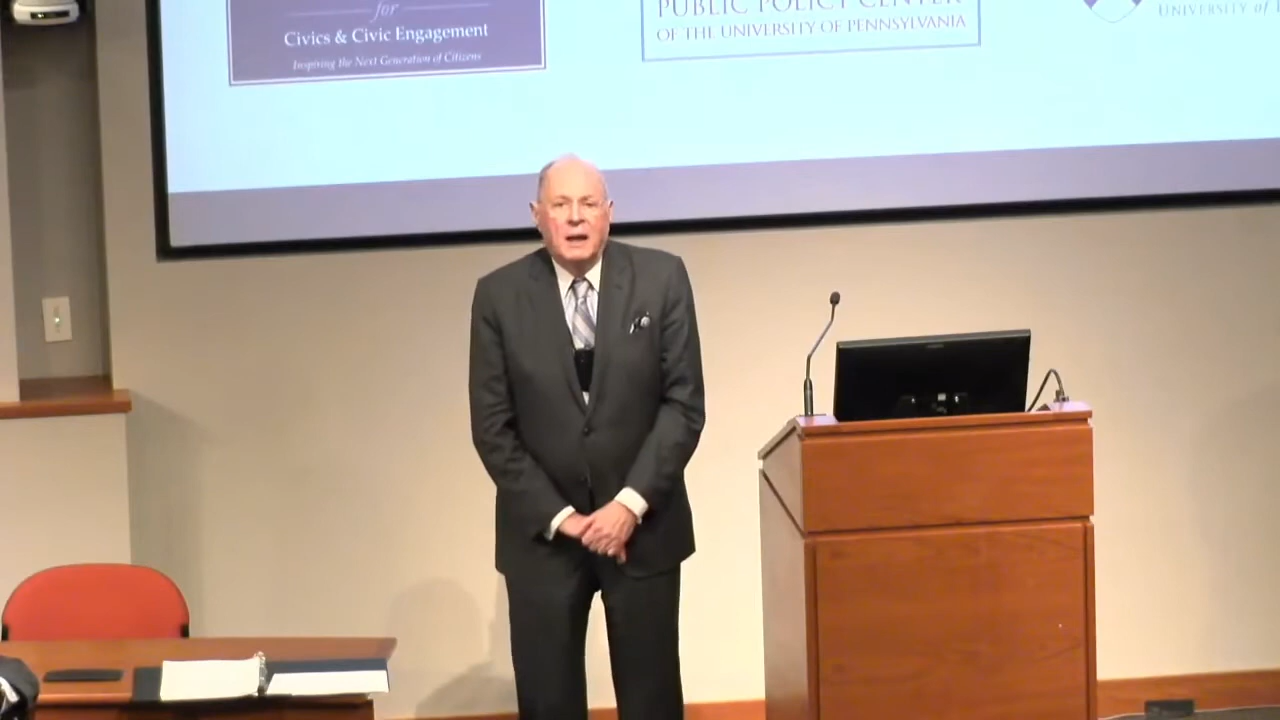 for
Civics & Civic Engagement
Inspiring the Next Generation of Citizens
PUBLIC POLICY CENTER
OF THE UNIVERSITY OF PENNSYLVANIA
UNIVERSITY of